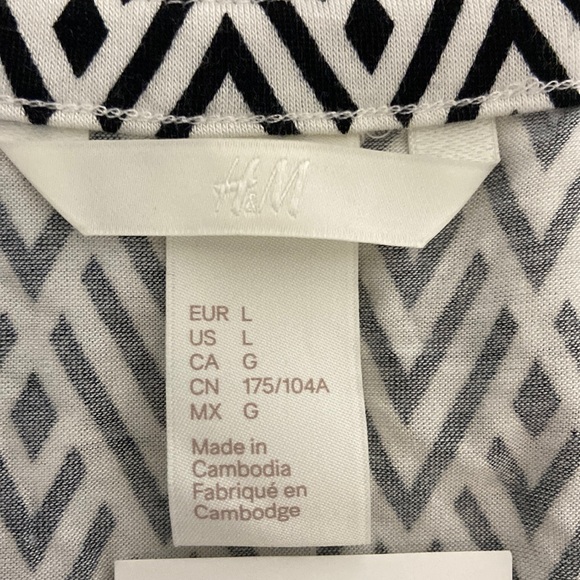 H&M
EUR L
US L
CA G
CN 175/104A
MX G
Made in
Cambodia
Fabriqué en
Cambodge